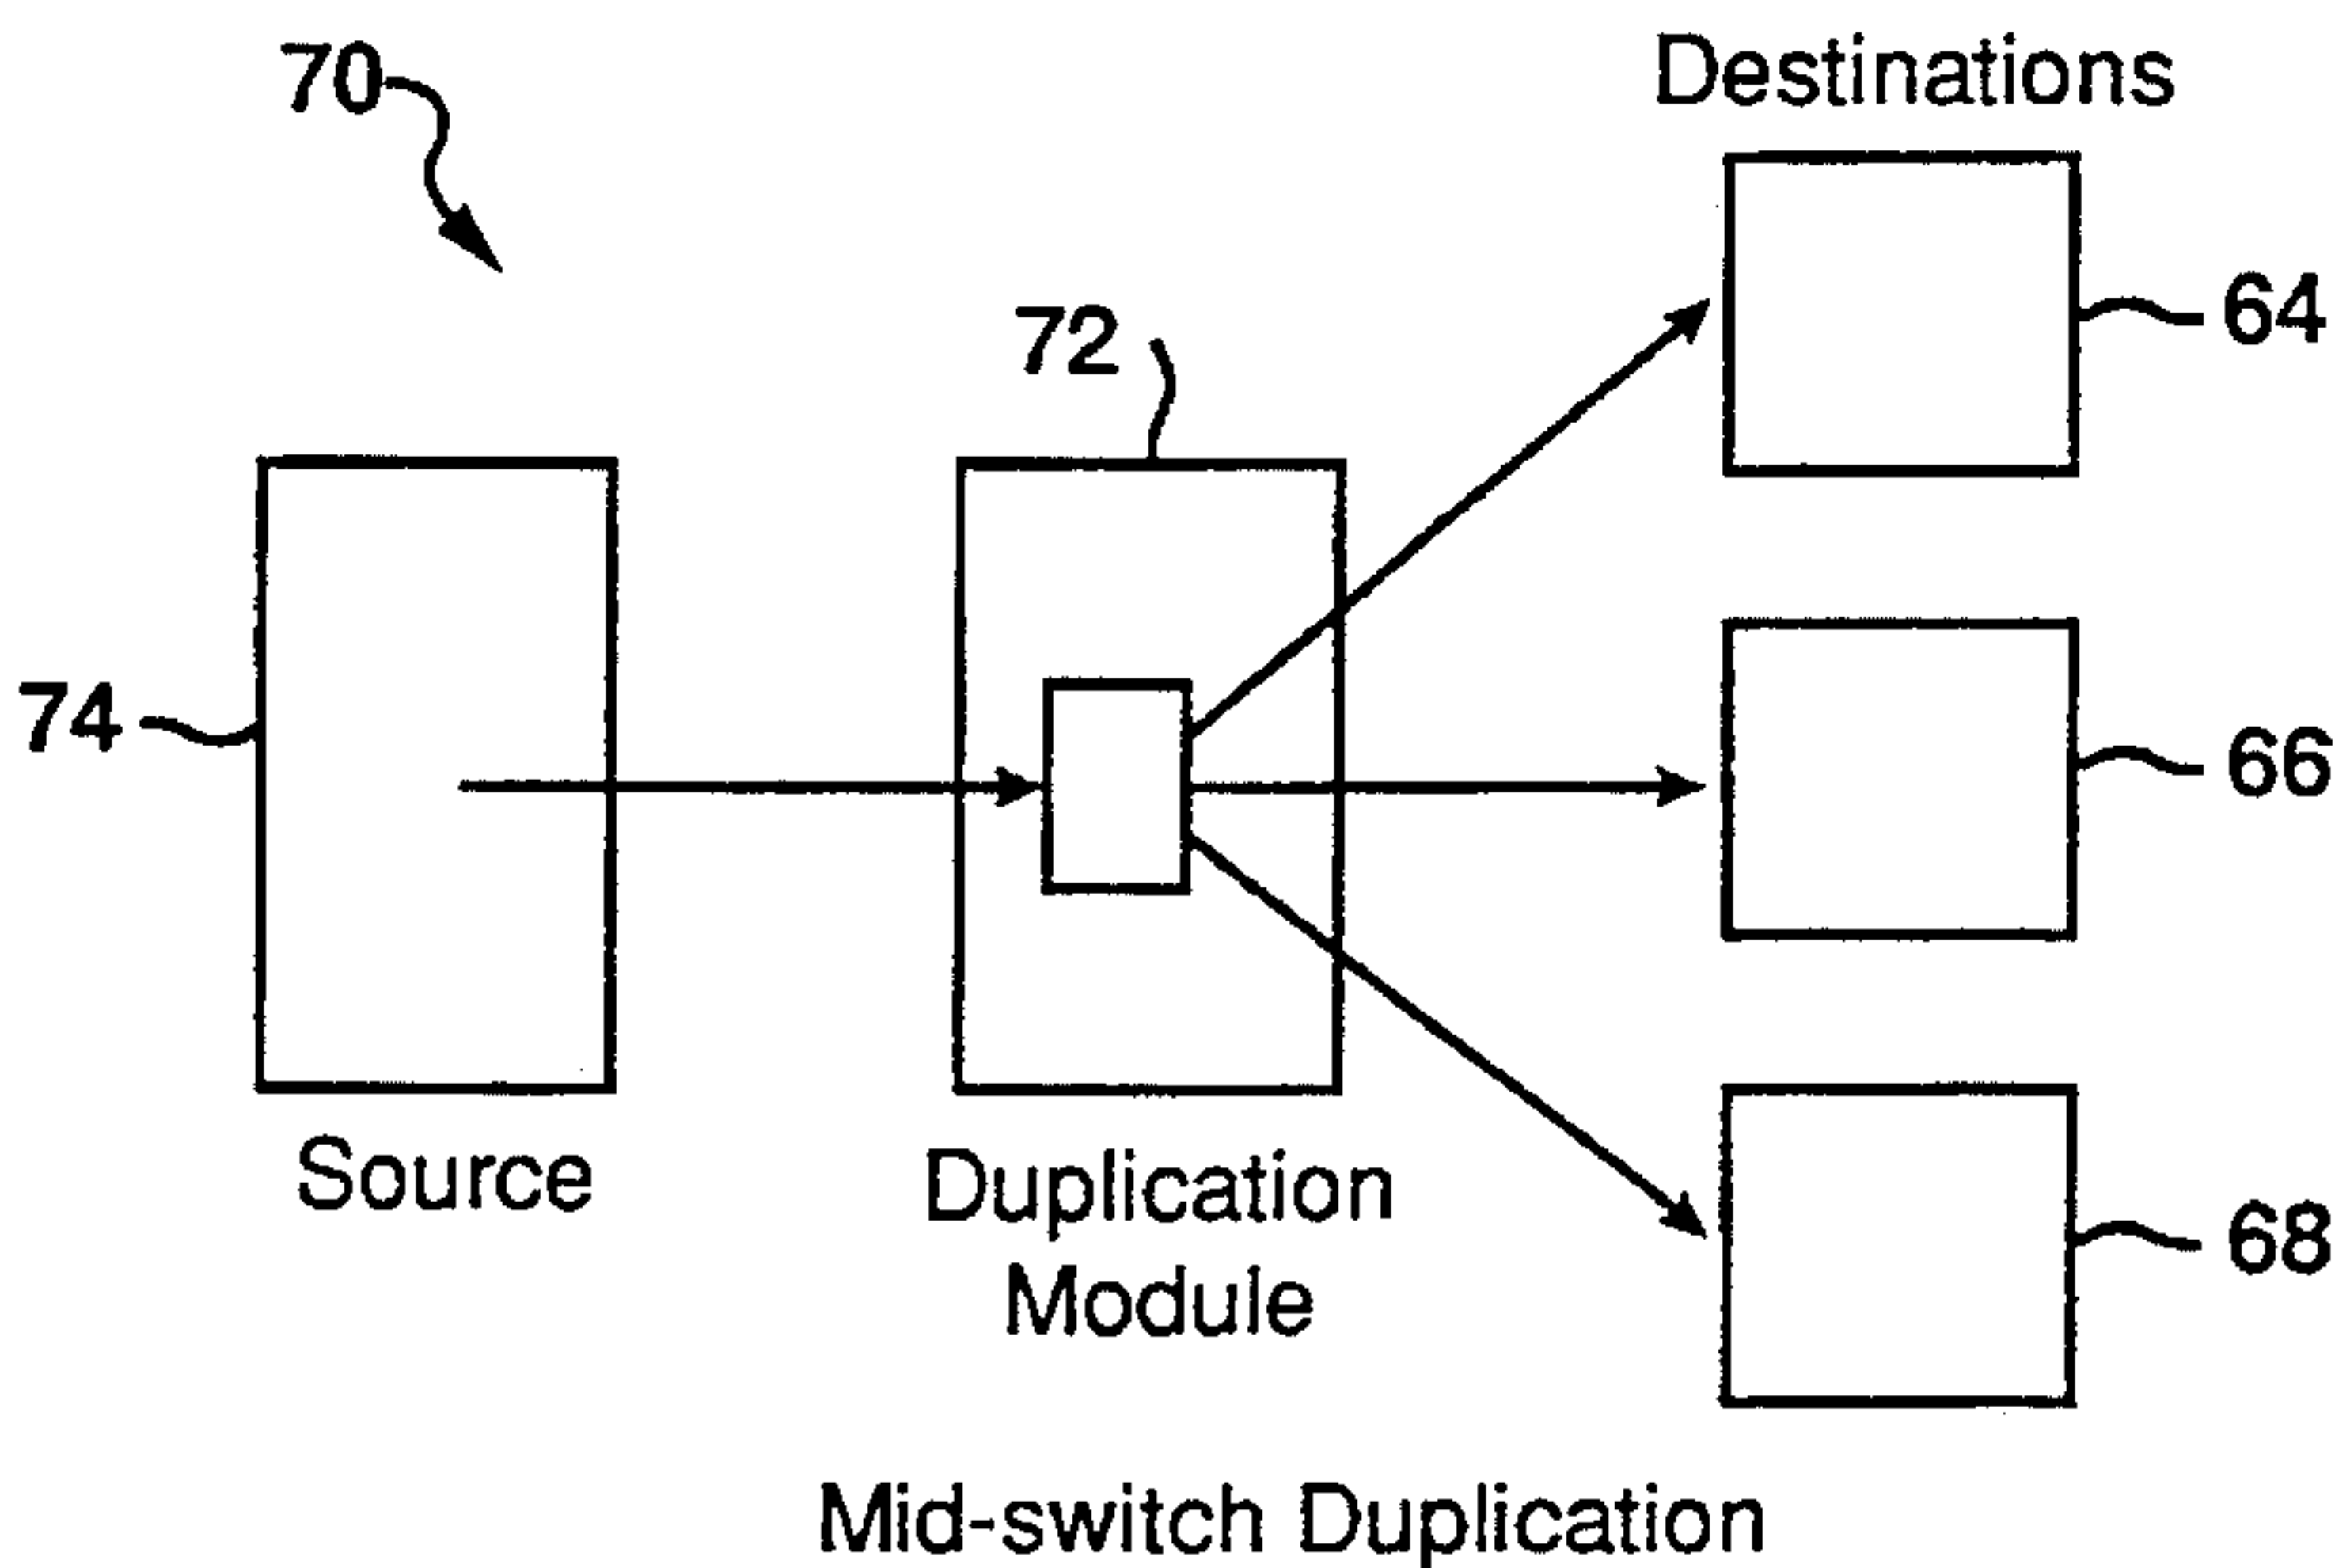 70
Destinations
64
72
74
66
Source
Duplication
Module
68
Mid-switch Duplication